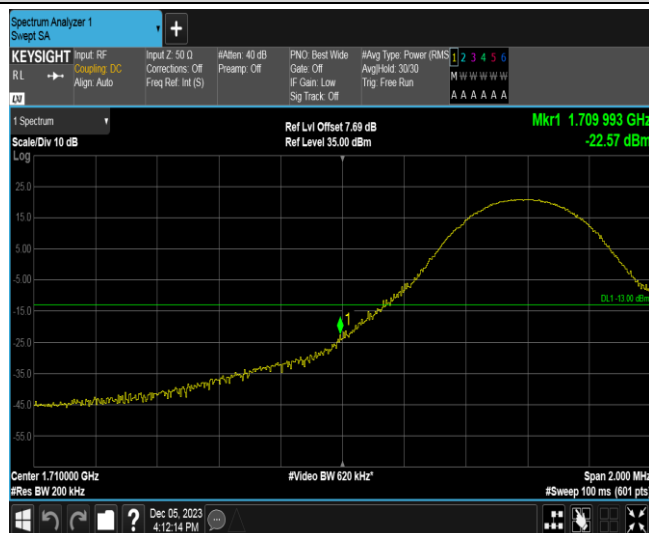 Spectrum Analyzer 1
Swept SA
+
KEYSIGHT
RL
LXI
Input: RF
Coupling: DC
Align: Auto
Input Z: 50 Ω
Corrections: Off
Freq Ref: Int (S)
#Atten: 40 dB
Preamp: Off
PNO: Best Wide
Gate: Off
IF Gain: Low
Sig Track: Off
#Avg Type: Power (RMS
Avg|Hold: 30/30
Trig: Free Run
1 2 3 4 5 6
M W W W W W
A A A A A A
1 Spectrum
Scale/Div 10 dB
Ref Lvl Offset 7.69 dB
Ref Level 35.00 dBm
Mkr1 1.709 993 GHz
-22.57 dBm
Log
25.0
15.0
5.00
-5.00
DL1 -13.00 dBm
-15.0
1
-25.0
-35.0
-45.0
-55.0
Center 1.710000 GHz
#Res BW 200 kHz
#Video BW 620 kHz*
Span 2.000 MHz
#Sweep 100 ms (601 pts)
?
Dec 05, 2023
4:12:14 PM